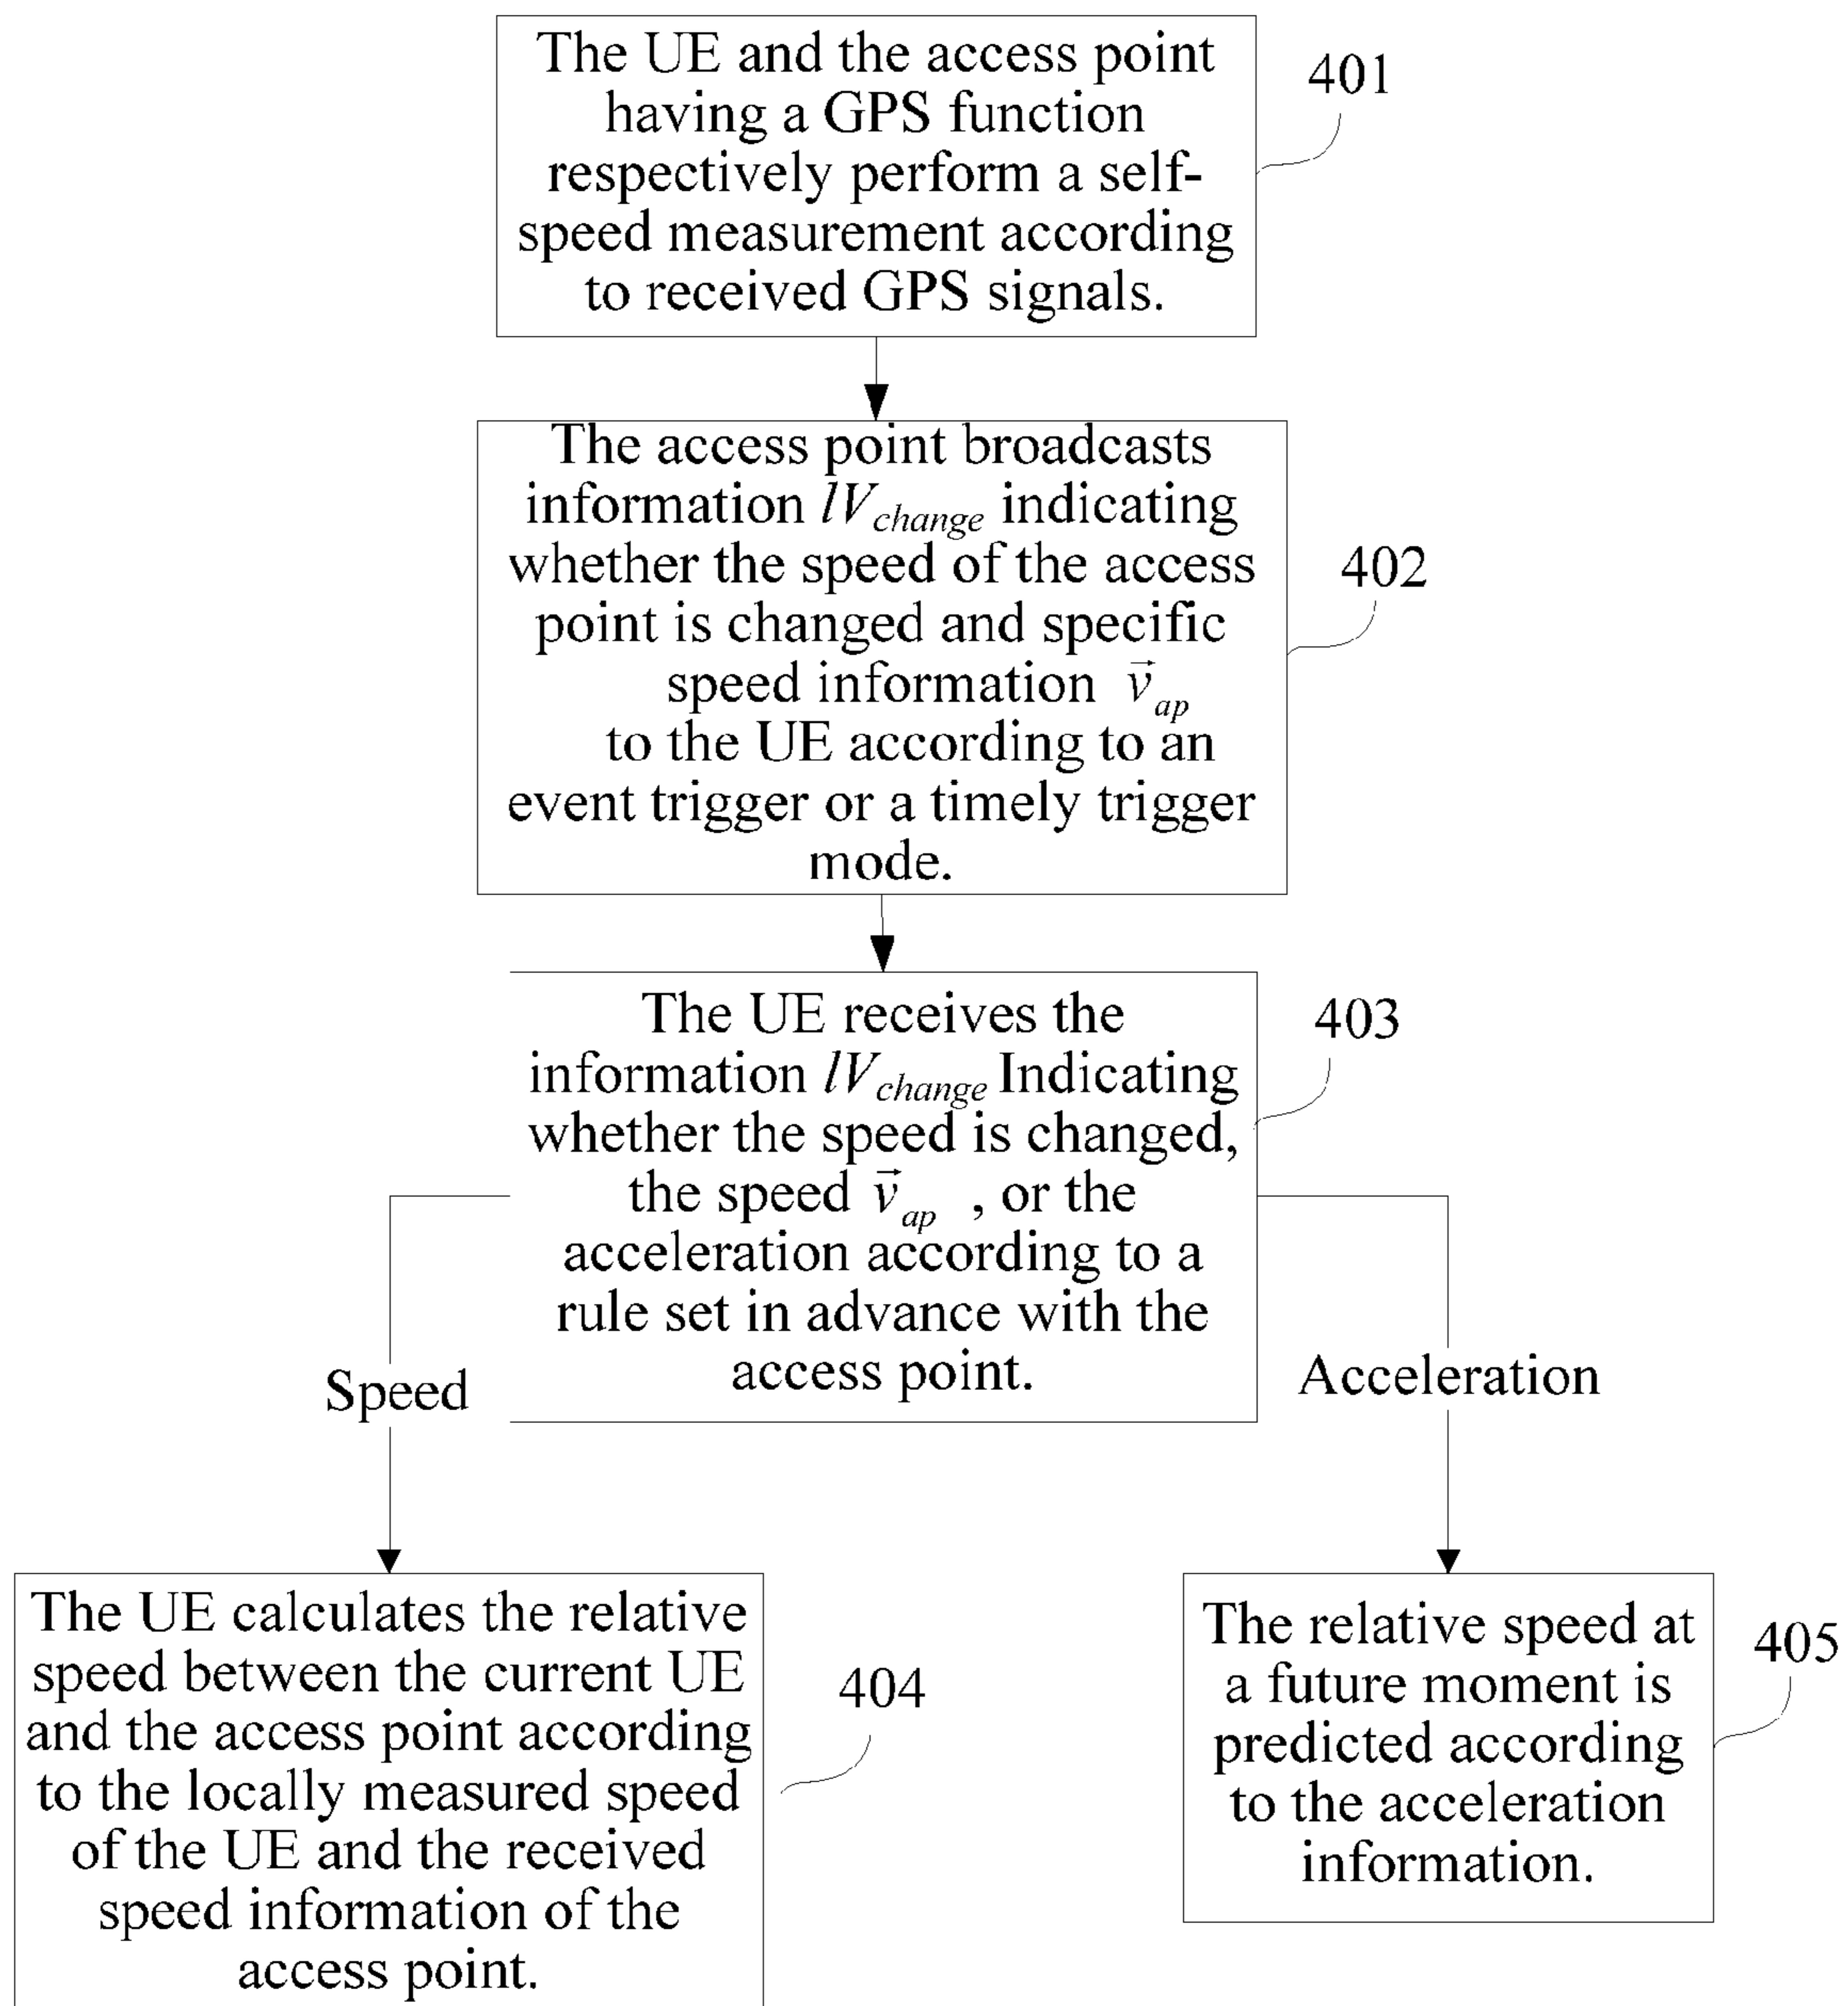 The UE and the access point
having a GPS function
respectively perform a self-
speed measurement according
to received GPS signals.
401
The access point broadcasts
information lV_change indicating
whether the speed of the access
point is changed and specific
speed information v⃗_ap
to the UE according to an
event trigger or a timely trigger
mode.
402
The UE receives the
information lV_change Indicating
whether the speed is changed,
the speed v⃗_ap , or the
acceleration according to a
rule set in advance with the
access point.
403
Speed
Acceleration
The UE calculates the relative
speed between the current UE
and the access point according
to the locally measured speed
of the UE and the received
speed information of the
access point.
404
The relative speed at
a future moment is
predicted according
to the acceleration
information.
405